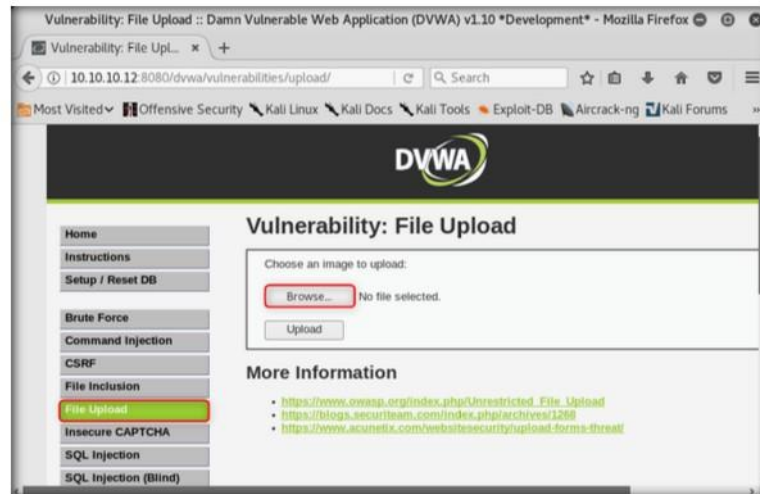 Vulnerability: File Upload :: Damn Vulnerable Web Application (DVWA) v1.10 *Development* - Mozilla Firefox
Vulnerability: File Upl...
10.10.10.12:8080/dvwa/vulnerabilities/upload/ Search
Most Visited Offensive Security Kali Linux Kali Docs Kali Tools Exploit-DB Aircrack-ng Kali Forums »
DVWA
Home
Instructions
Setup / Reset DB
Brute Force
Command Injection
CSRF
File Inclusion
File Upload
Insecure CAPTCHA
SQL Injection
SQL Injection (Blind)
Vulnerability: File Upload
Choose an image to upload:
Browse... No file selected.
Upload
More Information
https://www.owasp.org/index.php/Unrestricted_File_Upload
https://blogs.securiteam.com/index.php/archives/1268
https://www.acunetix.com/websitesecurity/upload-forms-threat/